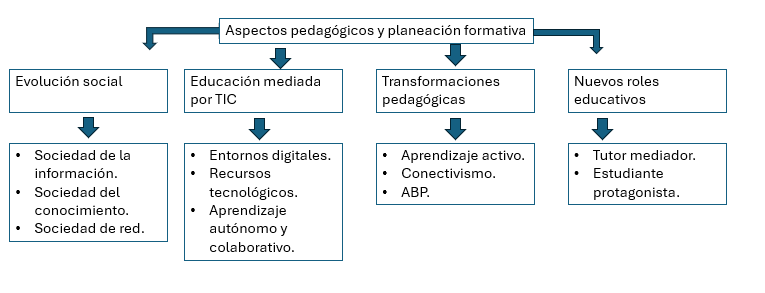 Aspectos pedagógicos y planeación formativa
Evolución social
Educación mediada
por TIC
Transformaciones
pedagógicas
Nuevos roles
educativos
• Sociedad de la
información.
• Sociedad del
conocimiento.
• Sociedad de red.
• Entornos digitales.
• Recursos
tecnológicos.
• Aprendizaje
autónomo y
colaborativo.
• Aprendizaje activo.
• Conectivismo.
• ABP.
• Tutor mediador.
• Estudiante
protagonista.